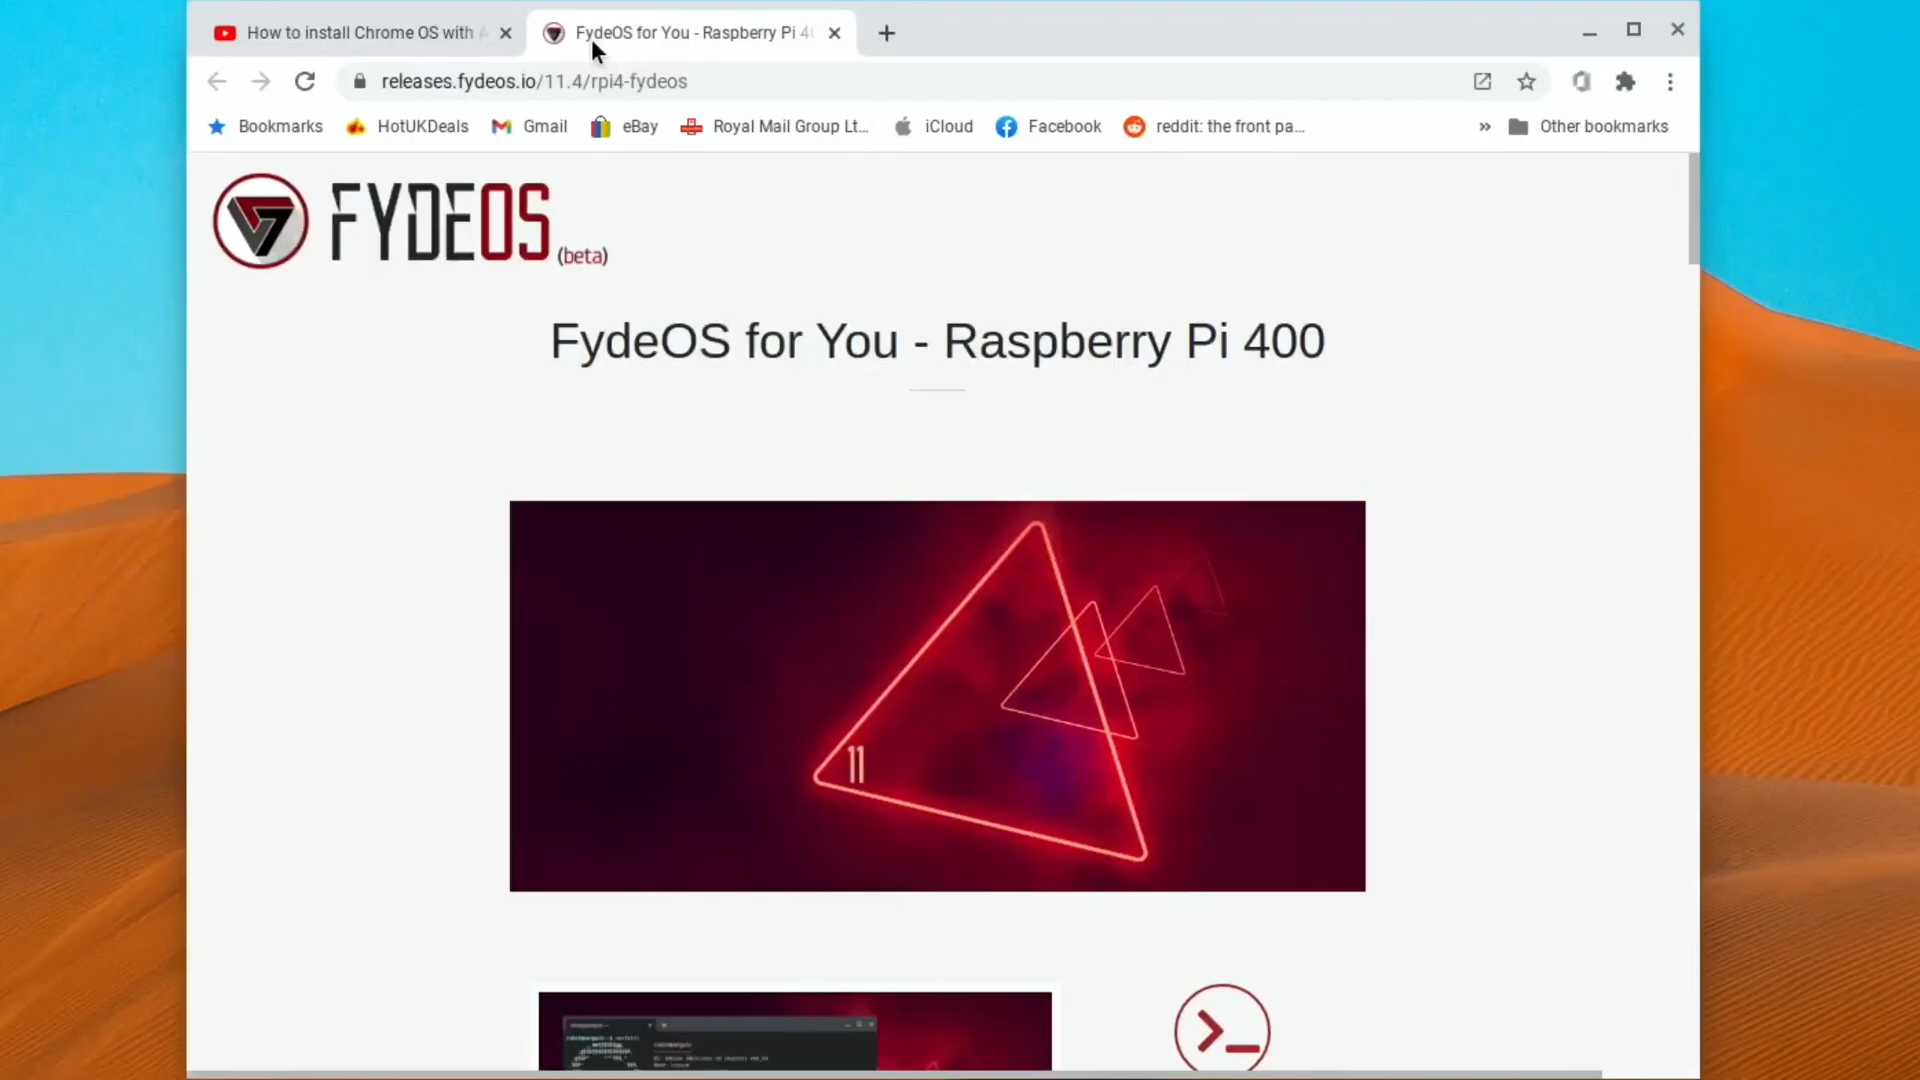 How to install Chrome OS with
FydeOS for You - Raspberry Pi 4
releases.fydeos.io/11.4/rpi4-fydeos
Bookmarks HotUKDeals Gmail eBay Royal Mail Group Lt... iCloud Facebook reddit: the front pa... » Other bookmarks
FYDEOS (beta)
FydeOS for You - Raspberry Pi 400
11